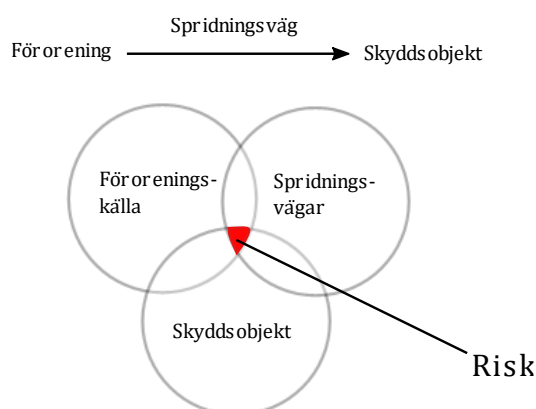 Spridningsväg
Förorening
Skyddsobjekt
Förorenings-
källa
Spridnings-
vägar
Skyddsobjekt
Risk